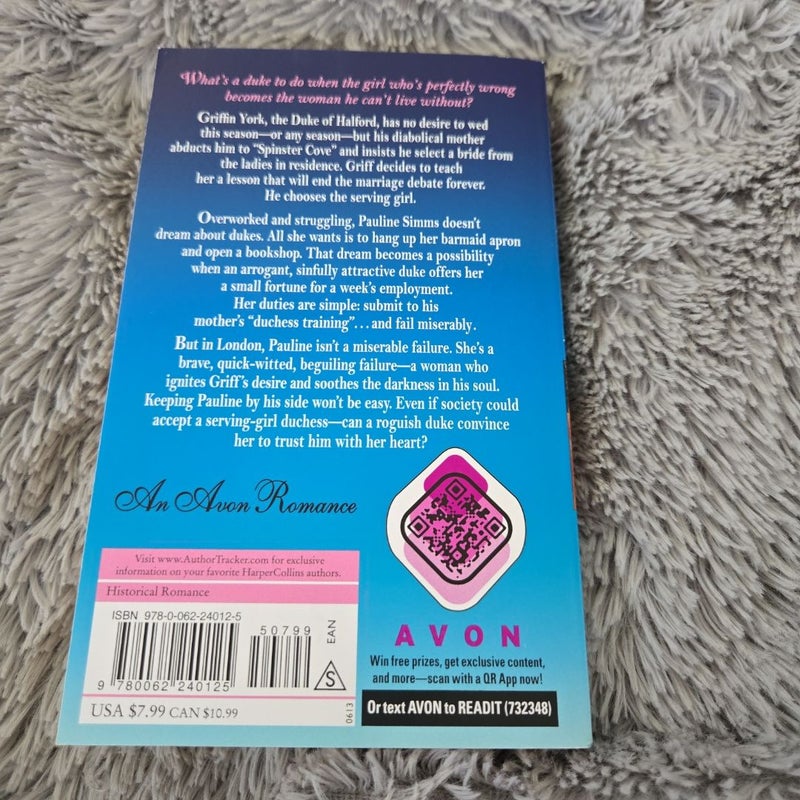 What's a duke to do when the girl who's perfectly wrong
becomes the woman he can't live without?
Griffin York, the Duke of Halford, has no desire to wed
this season—or any season—but his diabolical mother
abducts him to "Spinster Cove" and insists he select a bride from
the ladies in residence. Griff decides to teach
her a lesson that will end the marriage debate forever.
He chooses the serving girl.
Overworked and struggling, Pauline Simms doesn't
dream about dukes. All she wants is to hang up her barmaid apron
and open a bookshop. That dream becomes a possibility
when an arrogant, sinfully attractive duke offers her
a small fortune for a week's employment.
Her duties are simple: submit to his
mother's "duchess training"... and fail miserably.
But in London, Pauline isn't a miserable failure. She's a
brave, quick-witted, beguiling failure—a woman who
ignites Griff's desire and soothes the darkness in his soul.
Keeping Pauline by his side won't be easy. Even if society could
accept a serving-girl duchess—can a roguish duke convince
her to trust him with her heart?
An Avon Romance
Visit www.AuthorTracker.com for exclusive
information on your favorite HarperCollins authors.
Historical Romance
ISBN 978-0-062-24012-5
50799
EAN
S
9 780062 240125
USA $7.99 CAN $10.99
0613
AVON
Win free prizes, get exclusive content,
and more—scan with a QR App now!
Or text AVON to READIT (732348)